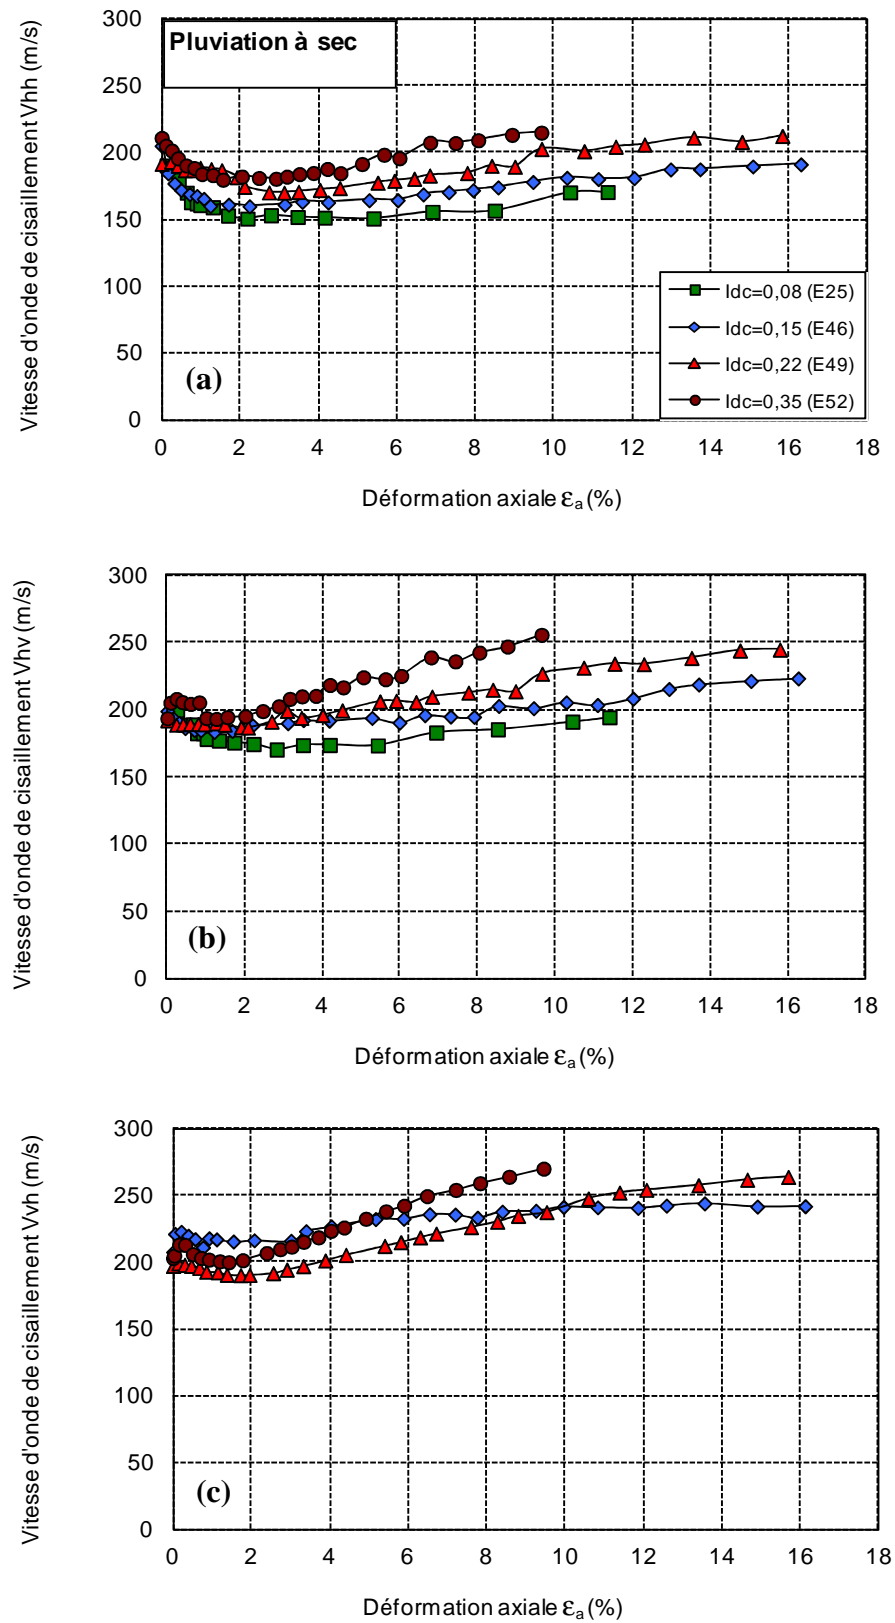 Pluviation à sec
Vitesse d'onde de cisaillement Vhh (m/s)
300
250
200
150
100
50
0
(a)
Idc=0,08 (E25)
Idc=0,15 (E46)
Idc=0,22 (E49)
Idc=0,35 (E52)
0 2 4 6 8 10 12 14 16 18
Déformation axiale εa (%)
Vitesse d'onde de cisaillement Vhv (m/s)
300
250
200
150
100
50
0
(b)
0 2 4 6 8 10 12 14 16 18
Déformation axiale εa (%)
Vitesse d'onde de cisaillement Vvh (m/s)
300
250
200
150
100
50
0
(c)
0 2 4 6 8 10 12 14 16 18
Déformation axiale εa (%)